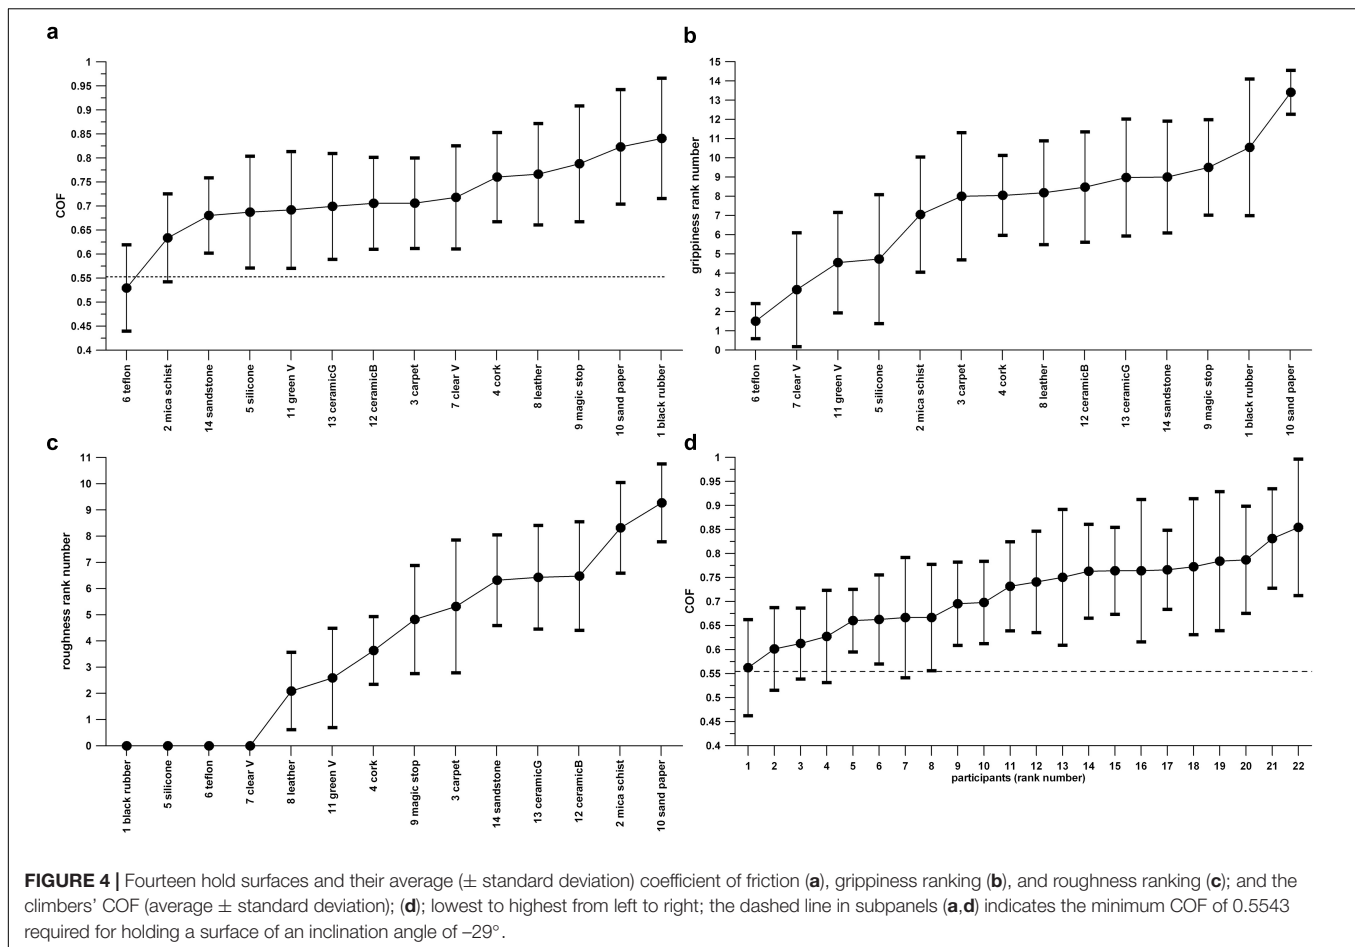 a
COF
1
0.95
0.9
0.85
0.8
0.75
0.7
0.65
0.6
0.55
0.5
0.45
0.4
6 teflon
2 mica schist
14 sandstone
5 silicone
11 green V
13 ceramicG
12 ceramicB
3 carpet
7 clear V
4 cork
8 leather
9 magic stop
10 sand paper
1 black rubber
b
grippiness rank number
15
14
13
12
11
10
9
8
7
6
5
4
3
2
1
0
6 teflon
7 clear V
11 green V
5 silicone
2 mica schist
3 carpet
4 cork
8 leather
12 ceramicB
13 ceramicG
14 sandstone
9 magic stop
1 black rubber
10 sand paper
c
roughness rank number
11
10
9
8
7
6
5
4
3
2
1
0
1 black rubber
5 silicone
6 teflon
7 clear V
8 leather
11 green V
4 cork
9 magic stop
3 carpet
14 sandstone
13 ceramicG
12 ceramicB
2 mica schist
10 sand paper
d
COF
1
0.95
0.9
0.85
0.8
0.75
0.7
0.65
0.6
0.55
0.5
0.45
0.4
1 2 3 4 5 6 7 8 9 10 11 12 13 14 15 16 17 18 19 20 21 22
participants (rank number)
FIGURE 4 | Fourteen hold surfaces and their average (± standard deviation) coefficient of friction (a), grippiness ranking (b), and roughness ranking (c); and the
climbers' COF (average ± standard deviation); (d); lowest to highest from left to right; the dashed line in subpanels (a,d) indicates the minimum COF of 0.5543
required for holding a surface of an inclination angle of –29°.